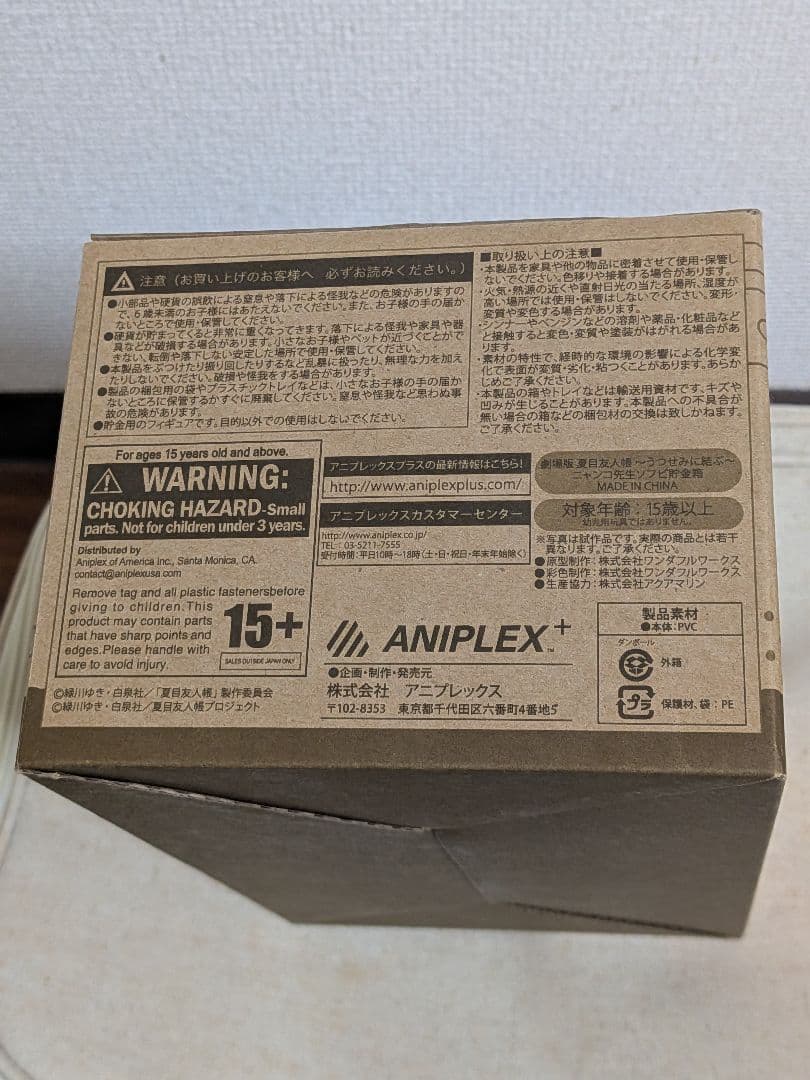 注意 (お買い上げのお客様へ 必ずお読みください。)
●小部品や硬貨の誤飲による窒息や落下による怪我などの危険がありますの
で、6歳未満のお子様にはあたえないでください。また、お子様の手の届か
ないところで使用・保管してください。
●硬貨が貯まってくると非常に重くなってきます。落下による怪我や家具や器
具などが破損する場合があります。小さなお子様やペットが近づくことがで
きない、転倒や落下しない安定した場所で使用・保管してください。
●本製品をぶつけたり振り回したりするなど乱暴に扱ったり、無理な力を加え
たりしないでください。破損や怪我をする場合があります。
●製品の梱包用の袋やプラスチックトレイなどは、小さなお子様の手の届か
ないところに保管するかすぐに廃棄してください。窒息や怪我など思わぬ事
故の危険があります。
●貯金用のフィギュアです。目的以外での使用はしないでください。
■取り扱い上の注意■
・本製品を家具や他の物品に密着させて使用・保管し
ないでください。色移りや接着する場合があります。
・火気・熱源の近くや直射日光の当たる場所、湿度が
高い場所では使用・保管はしないでください。変形・
変質や変色する場合があります。
・シンナーやベンジンなどの溶剤や薬品・化粧品など
と接触すると変色・変質や塗装がはがれる場合があ
ります。
・素材の特性で、経時的な環境の影響による化学変
化で表面が変質・劣化・粘つくことがあります。あらか
じめご了承ください。
・本製品の箱やトレイなどは輸送用資材です。キズや
凹みが生じることがあります。本製品への不具合が
無い場合の箱などの梱包材の交換は致しかねます。
ご了承ください。
For ages 15 years old and above.
WARNING:
CHOKING HAZARD-Small
parts. Not for children under 3 years.
Distributed by
Aniplex of America Inc., Santa Monica, CA.
contact@aniplexusa.com
Remove tag and all plastic fastenersbefore
giving to children.This
product may contain parts
that have sharp points and
edges.Please handle with
care to avoid injury.
15+
SALES OUTSIDE JAPAN ONLY
©緑川ゆき・白泉社/「夏目友人帳」製作委員会
©緑川ゆき・白泉社/夏目友人帳プロジェクト
アニプレックスプラスの最新情報はこちら!
http://www.aniplexplus.com/
アニプレックスカスタマーセンター
http://www.aniplex.co.jp/
TEL:03-5211-7555
受付時間:平日10時~18時(土・日・祝日・年末年始除く)
ANIPLEX+
TM
●企画・制作・発売元
株式会社 アニプレックス
〒102-8353 東京都千代田区六番町4番地5
劇場版 夏目友人帳 ~うつせみに結ぶ~
ニャンコ先生ソフビ貯金箱
MADE IN CHINA
対象年齢:15歳以上
幼児用玩具ではありません。
※写真は試作品です。実際の商品とは若干
異なります。ご了承ください。
●原型制作:株式会社ワンダフルワークス
●彩色制作:株式会社ワンダフルワークス
●生産協力:株式会社アクアマリン
製品素材
●本体:PVC
ダンボール
外箱
プラ
保護材、袋:PE